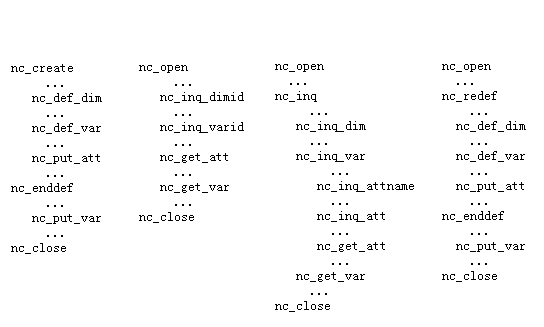 nc_create
...
nc_def_dim
...
nc_def_var
...
nc_put_att
...
nc_enddef
...
nc_put_var
...
nc_close
nc_open
...
nc_inq_dimid
...
nc_inq_varid
...
nc_get_att
...
nc_get_var
...
nc_close
nc_open
...
nc_inq
...
nc_inq_dim
...
nc_inq_var
...
nc_inq_attname
...
nc_inq_att
...
nc_get_att
...
nc_get_var
...
nc_close
nc_open
...
nc_redef
...
nc_def_dim
...
nc_def_var
...
nc_put_att
...
nc_enddef
...
nc_put_var
...
nc_close